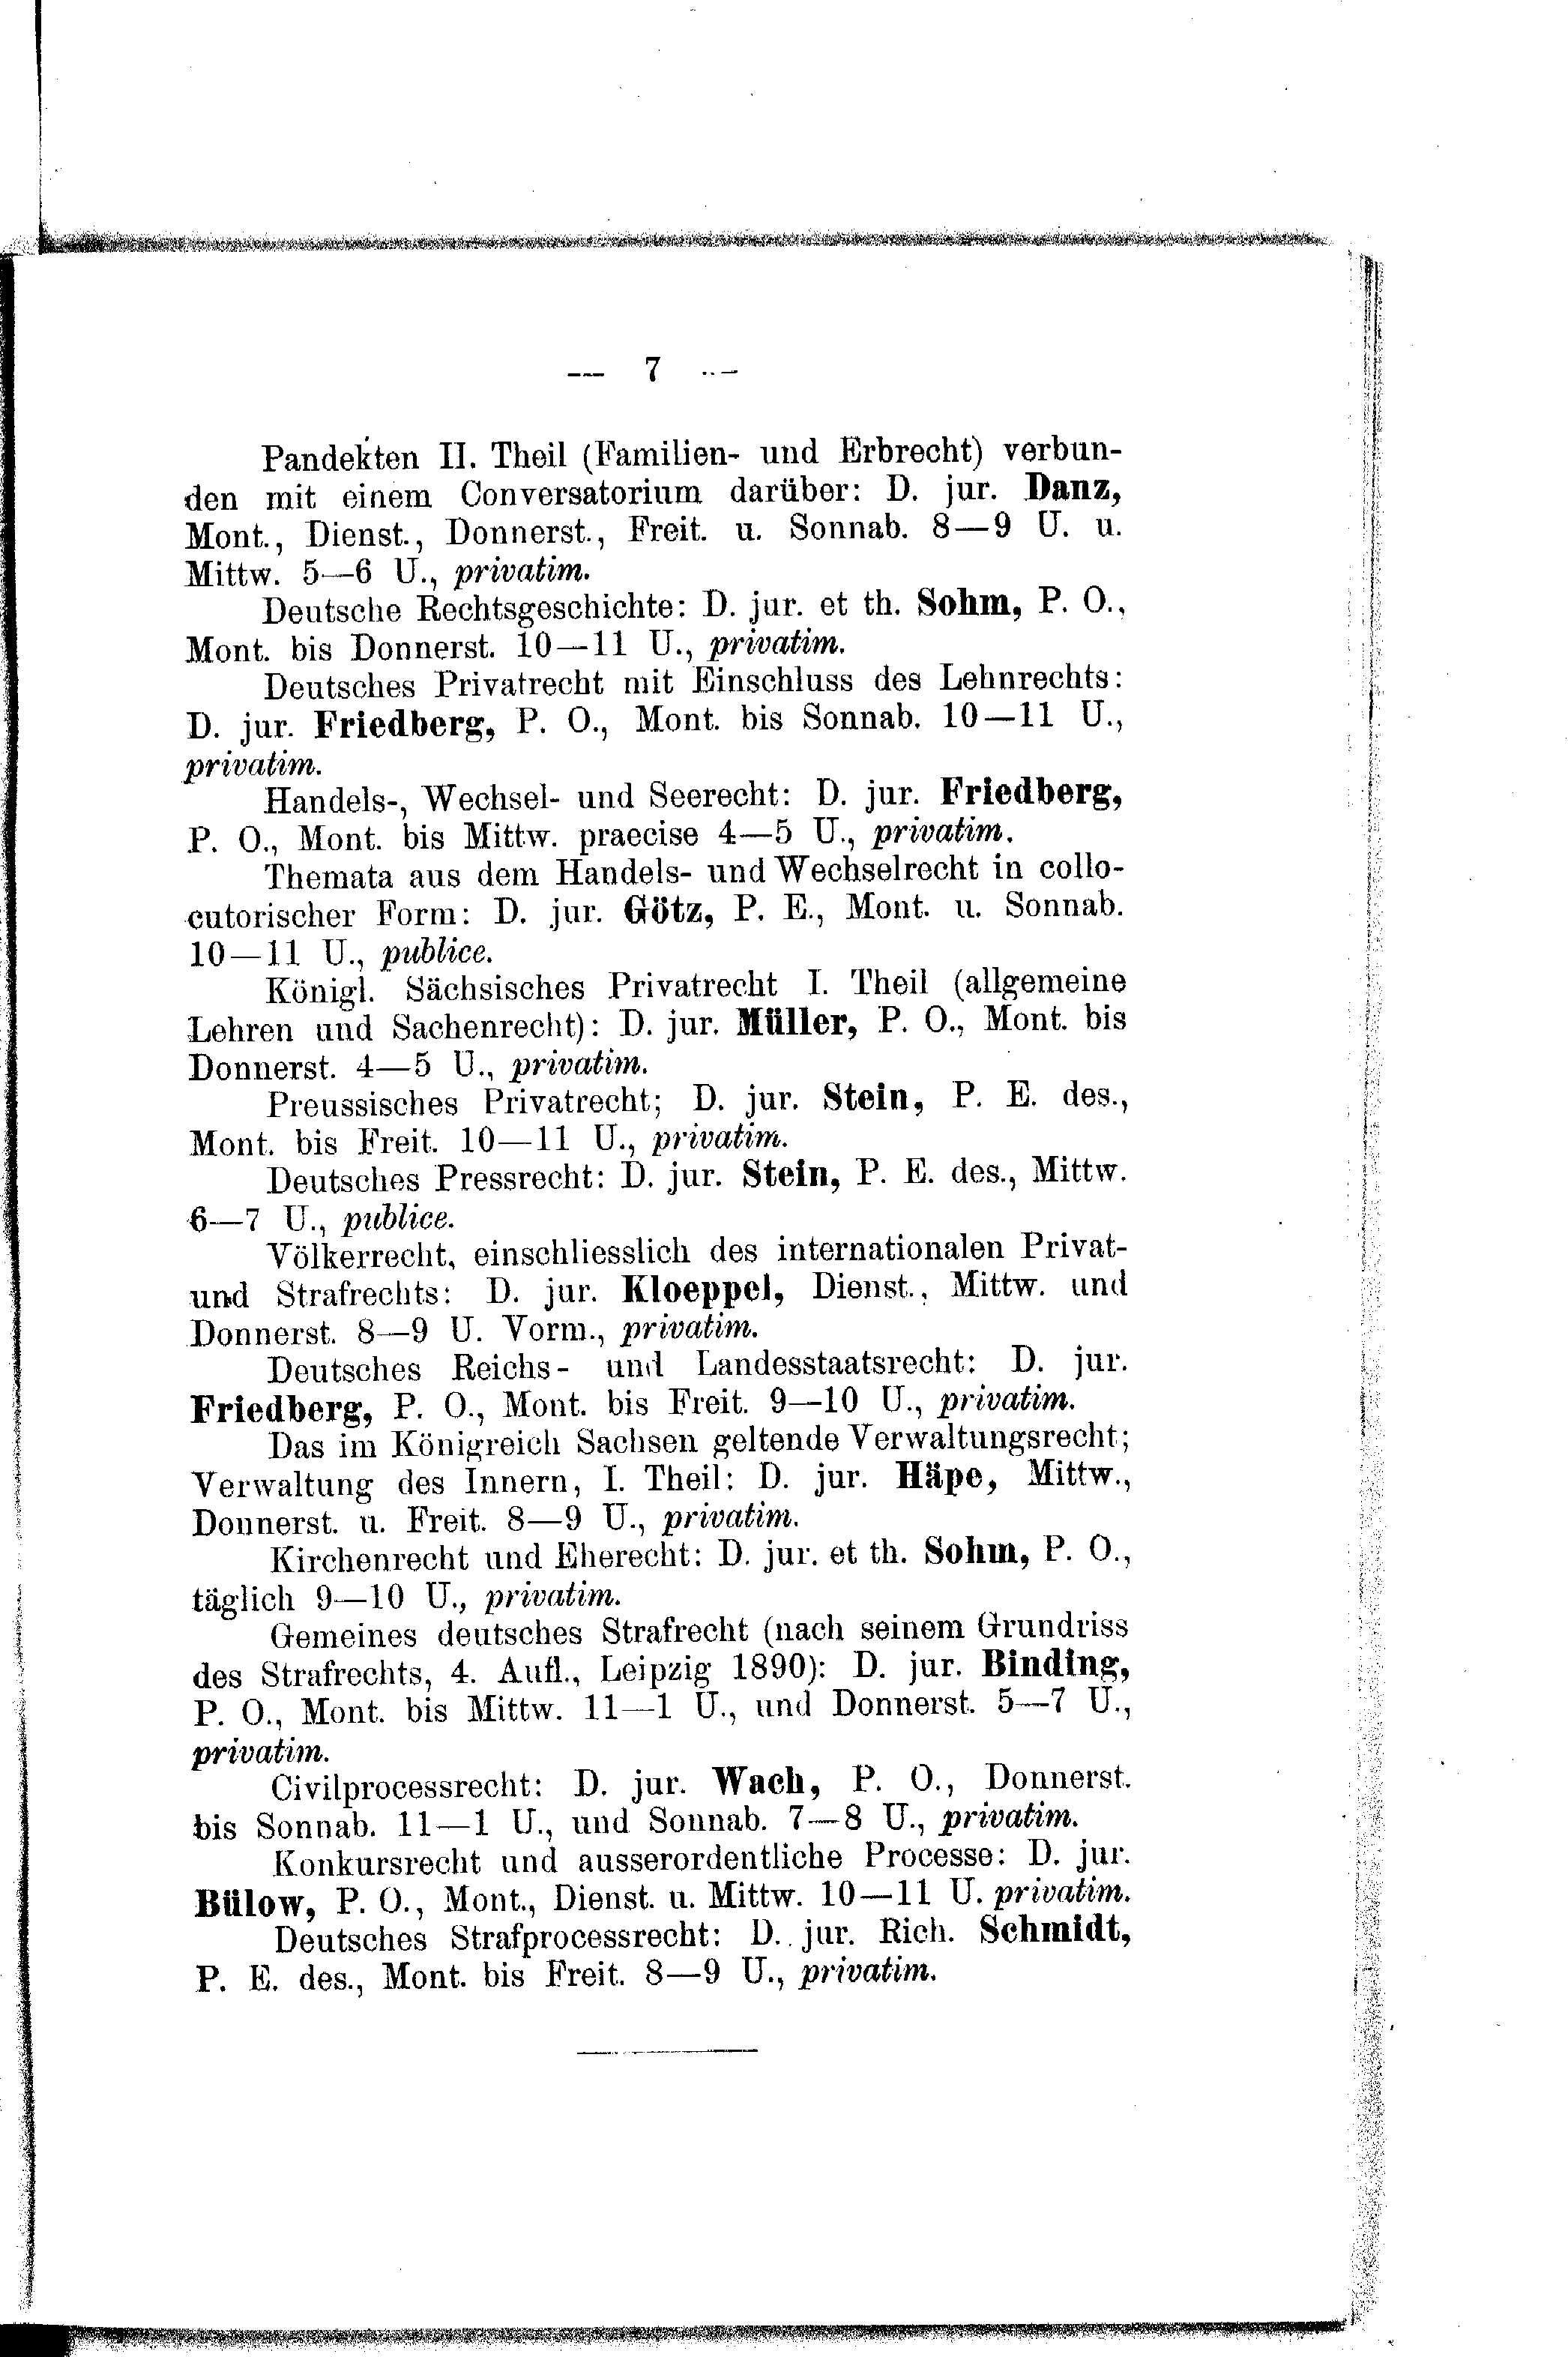 — 7 —
Pandekten II. Theil (Familien- und Erbrecht) verbun-
den mit einem Conversatorium darüber: D. jur. Danz,
Mont., Dienst., Donnerst., Freit. u. Sonnab. 8—9 U. u.
Mittw. 5—6 U., privatim.
Deutsche Rechtsgeschichte: D. jur. et th. Sohm, P. O.,
Mont. bis Donnerst. 10—11 U., privatim.
Deutsches Privatrecht mit Einschluss des Lehnrechts:
D. jur. Friedberg, P. O., Mont. bis Sonnab. 10—11 U.,
privatim.
Handels-, Wechsel- und Seerecht: D. jur. Friedberg,
P. O., Mont. bis Mittw. praecise 4—5 U., privatim.
Themata aus dem Handels- und Wechselrecht in collo-
cutorischer Form: D. jur. Götz, P. E., Mont. u. Sonnab.
10—11 U., publice.
Königl. Sächsisches Privatrecht I. Theil (allgemeine
Lehren und Sachenrecht): D. jur. Müller, P. O., Mont. bis
Donnerst. 4—5 U., privatim.
Preussisches Privatrecht; D. jur. Stein, P. E. des.,
Mont. bis Freit. 10—11 U., privatim.
Deutsches Pressrecht: D. jur. Stein, P. E. des., Mittw.
6—7 U., publice.
Völkerrecht, einschliesslich des internationalen Privat-
und Strafrechts: D. jur. Kloeppel, Dienst., Mittw. und
Donnerst. 8—9 U. Vorm., privatim.
Deutsches Reichs- und Landesstaatsrecht: D. jur.
Friedberg, P. O., Mont. bis Freit. 9—10 U., privatim.
Das im Königreich Sachsen geltende Verwaltungsrecht;
Verwaltung des Innern, I. Theil: D. jur. Häpe, Mittw.,
Donnerst. u. Freit. 8—9 U., privatim.
Kirchenrecht und Eherecht: D. jur. et th. Sohm, P. O.,
täglich 9—10 U., privatim.
Gemeines deutsches Strafrecht (nach seinem Grundriss
des Strafrechts, 4. Aufl., Leipzig 1890): D. jur. Binding,
P. O., Mont. bis Mittw. 11—1 U., und Donnerst. 5—7 U.,
privatim.
Civilprocessrecht: D. jur. Wach, P. O., Donnerst.
bis Sonnab. 11—1 U., und Sonnab. 7—8 U., privatim.
Konkursrecht und ausserordentliche Processe: D. jur.
Bülow, P. O., Mont., Dienst. u. Mittw. 10—11 U. privatim.
Deutsches Strafprocessrecht: D. jur. Rich. Schmidt,
P. E. des., Mont. bis Freit. 8—9 U., privatim.